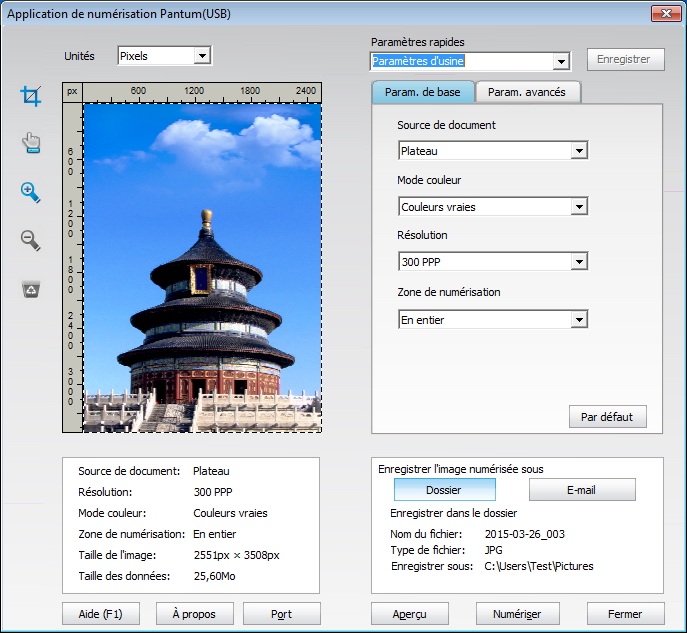 Application de numérisation Pantum(USB)
Unités
Pixels
px
600
1200
1800
2400
600
1200
1800
2400
3000
Paramètres rapides
Paramètres d'usine
Enregistrer
Param. de base
Param. avancés
Source de document
Plateau
Mode couleur
Couleurs vraies
Résolution
300 PPP
Zone de numérisation
En entier
Par défaut
Source de document: Plateau
Résolution: 300 PPP
Mode couleur: Couleurs vraies
Zone de numérisation: En entier
Taille de l'image: 2551px × 3508px
Taille des données: 25,60Mo
Enregistrer l'image numérisée sous
Dossier
E-mail
Enregistrer dans le dossier
Nom du fichier: 2015-03-26_003
Type de fichier: JPG
Enregistrer sous: C:\Users\Test\Pictures
Aide (F1)
À propos
Port
Aperçu
Numériser
Fermer